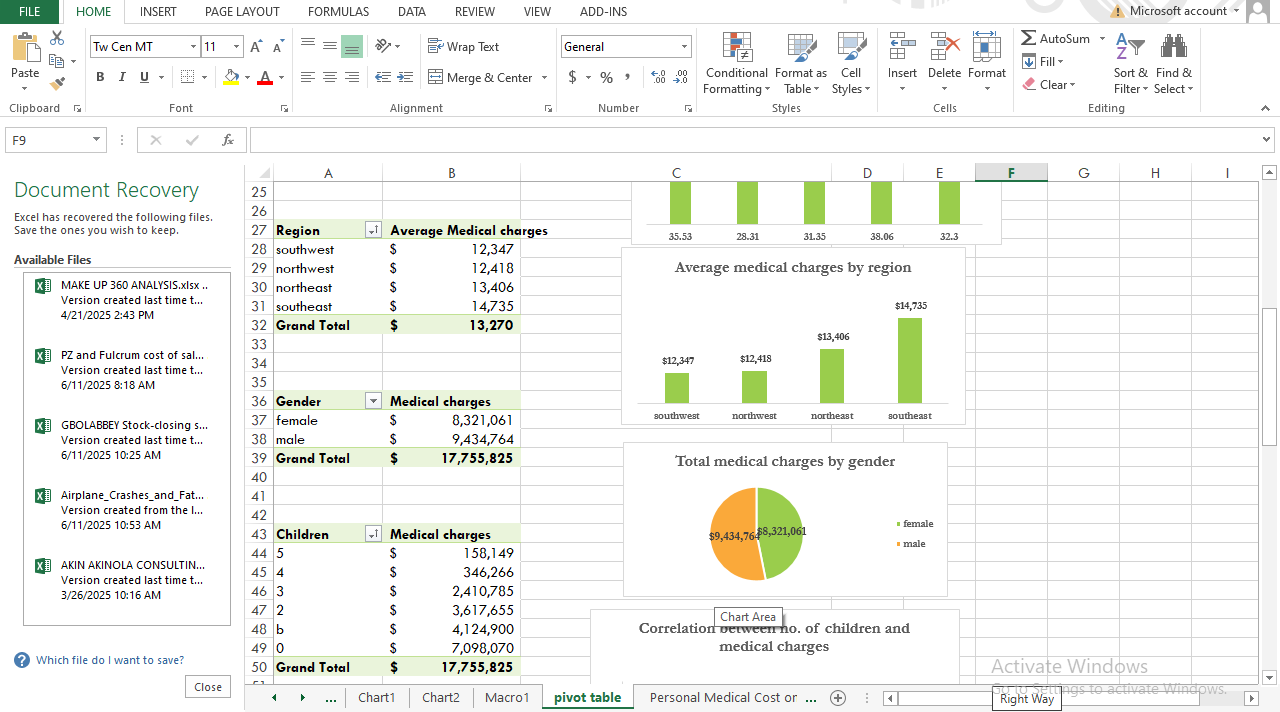 FILE HOME INSERT PAGE LAYOUT FORMULAS DATA REVIEW VIEW ADD-INS Microsoft account
Tw Cen MT 11 Wrap Text General AutoSum
Paste B I U Merge & Center $ % , Conditional Formatting Format as Table Cell Styles Insert Delete Format Fill Clear Sort & Filter Find & Select
Clipboard Font Alignment Number Styles Cells Editing
F9 fx
Document Recovery
Excel has recovered the following files.
Save the ones you wish to keep.
Available Files
MAKE UP 360 ANALYSIS.xlsx ..
Version created last time t...
4/21/2025 2:43 PM
PZ and Fulcrum cost of sal...
Version created last time t...
6/11/2025 8:18 AM
GBOLABBEY Stock-closing s...
Version created last time t...
6/11/2025 10:25 AM
Airplane_Crashes_and_Fat...
Version created from the l...
6/11/2025 10:53 AM
AKIN AKINOLA CONSULTIN...
Version created last time t...
3/26/2025 10:16 AM
Which file do I want to save?
Close
A B C D E F G H I
25
26
27 Region Average Medical charges
28 southwest $ 12,347
29 northwest $ 12,418
30 northeast $ 13,406
31 southeast $ 14,735
32 Grand Total $ 13,270
33
34
35
36 Gender Medical charges
37 female $ 8,321,061
38 male $ 9,434,764
39 Grand Total $ 17,755,825
40
41
42
43 Children Medical charges
44 5 $ 158,149
45 4 $ 346,266
46 3 $ 2,410,785
47 2 $ 3,617,655
48 b $ 4,124,900
49 0 $ 7,098,070
50 Grand Total $ 17,755,825
35.53 28.31 31.35 38.06 32.3
Average medical charges by region
$12,347 $12,418 $13,406 $14,735
southwest northwest northeast southeast
Total medical charges by gender
$9,434,764 $8,321,061
female
male
Chart Area
Correlation between no. of children and
medical charges
Activate Windows
Go to Settings to activate Windows.
Right Way
... Chart1 Chart2 Macro1 pivot table Personal Medical Cost or ...